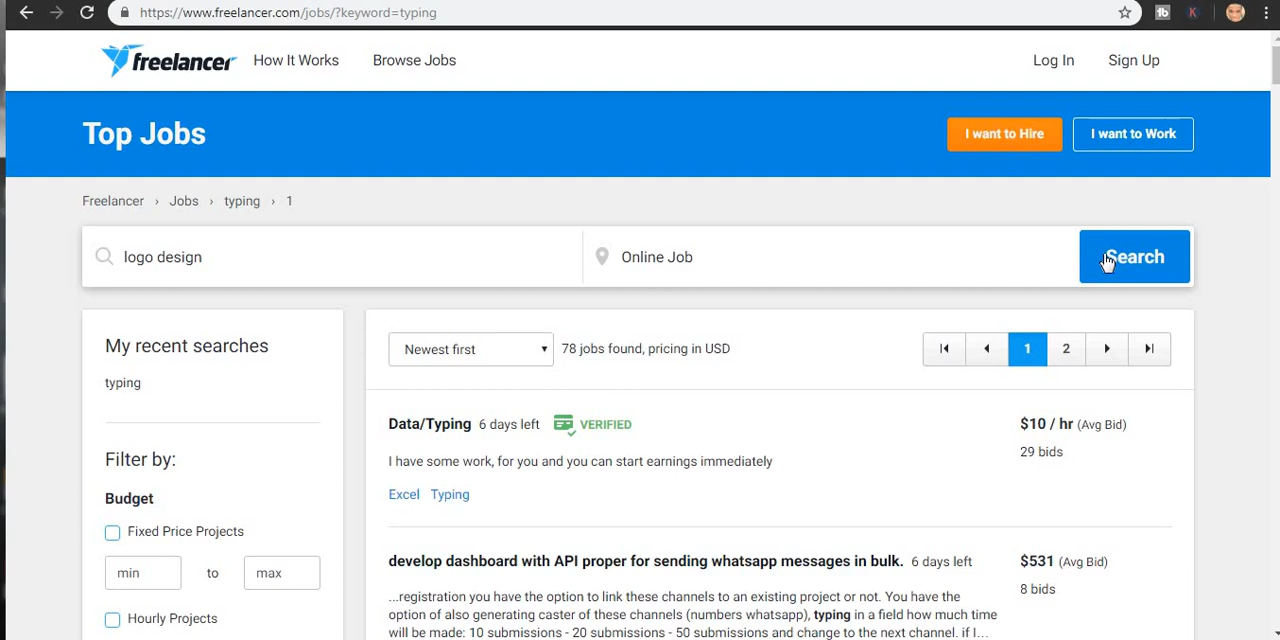 https://www.freelancer.com/jobs/?keyword=typing
freelancer How It Works Browse Jobs Log In Sign Up
Top Jobs I want to Hire I want to Work
Freelancer › Jobs › typing › 1
logo design Online Job Search
My recent searches
typing
Filter by:
Budget
Fixed Price Projects
min to max
Hourly Projects
Newest first 78 jobs found, pricing in USD 1 2
Data/Typing 6 days left VERIFIED $10 / hr (Avg Bid)
29 bids
I have some work, for you and you can start earnings immediately
Excel Typing
develop dashboard with API proper for sending whatsapp messages in bulk. 6 days left $531 (Avg Bid)
8 bids
...registration you have the option to link these channels to an existing project or not. You have the
option of also generating caster of these channels (numbers whatsapp), typing in a field how much time
will be made: 10 submissions - 20 submissions - 50 submissions and change to the next channel. if I...